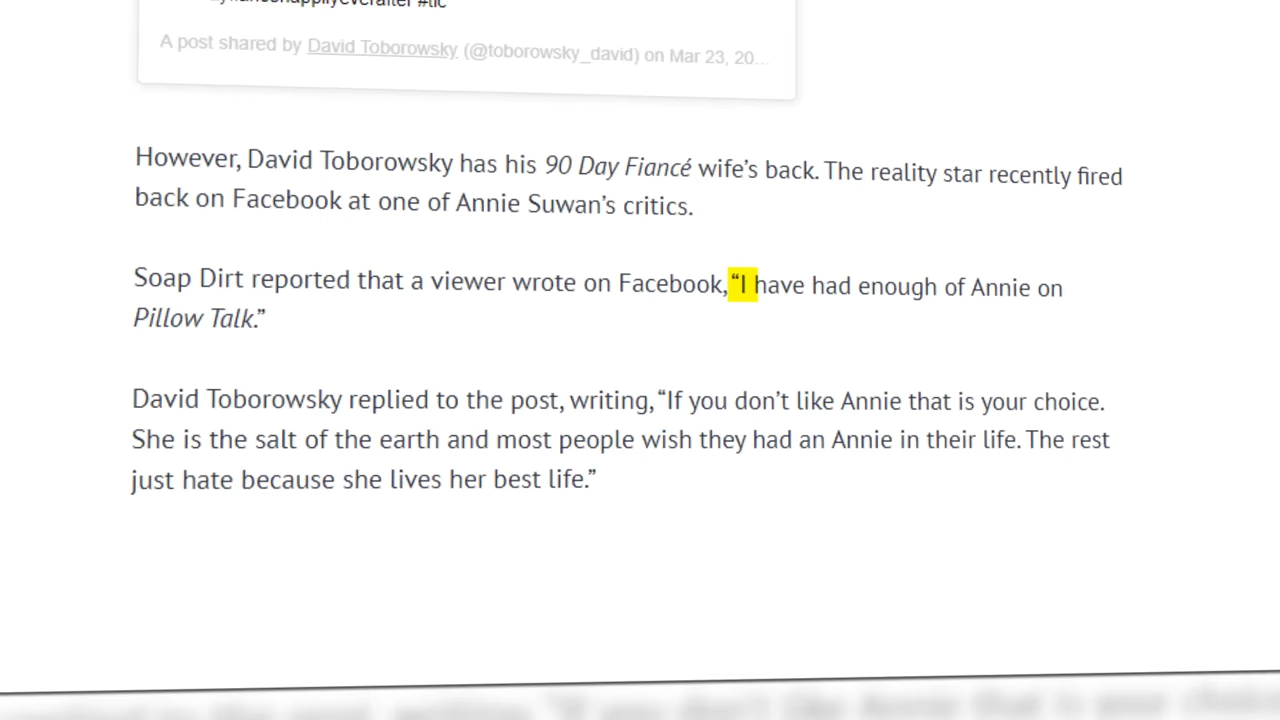 #tlc
A post shared by David Toborowsky (@toborowsky_david) on Mar 23, 20...
However, David Toborowsky has his 90 Day Fiancé wife’s back. The reality star recently fired
back on Facebook at one of Annie Suwan’s critics.
Soap Dirt reported that a viewer wrote on Facebook, “I have had enough of Annie on
Pillow Talk.”
David Toborowsky replied to the post, writing, “If you don’t like Annie that is your choice.
She is the salt of the earth and most people wish they had an Annie in their life. The rest
just hate because she lives her best life.”